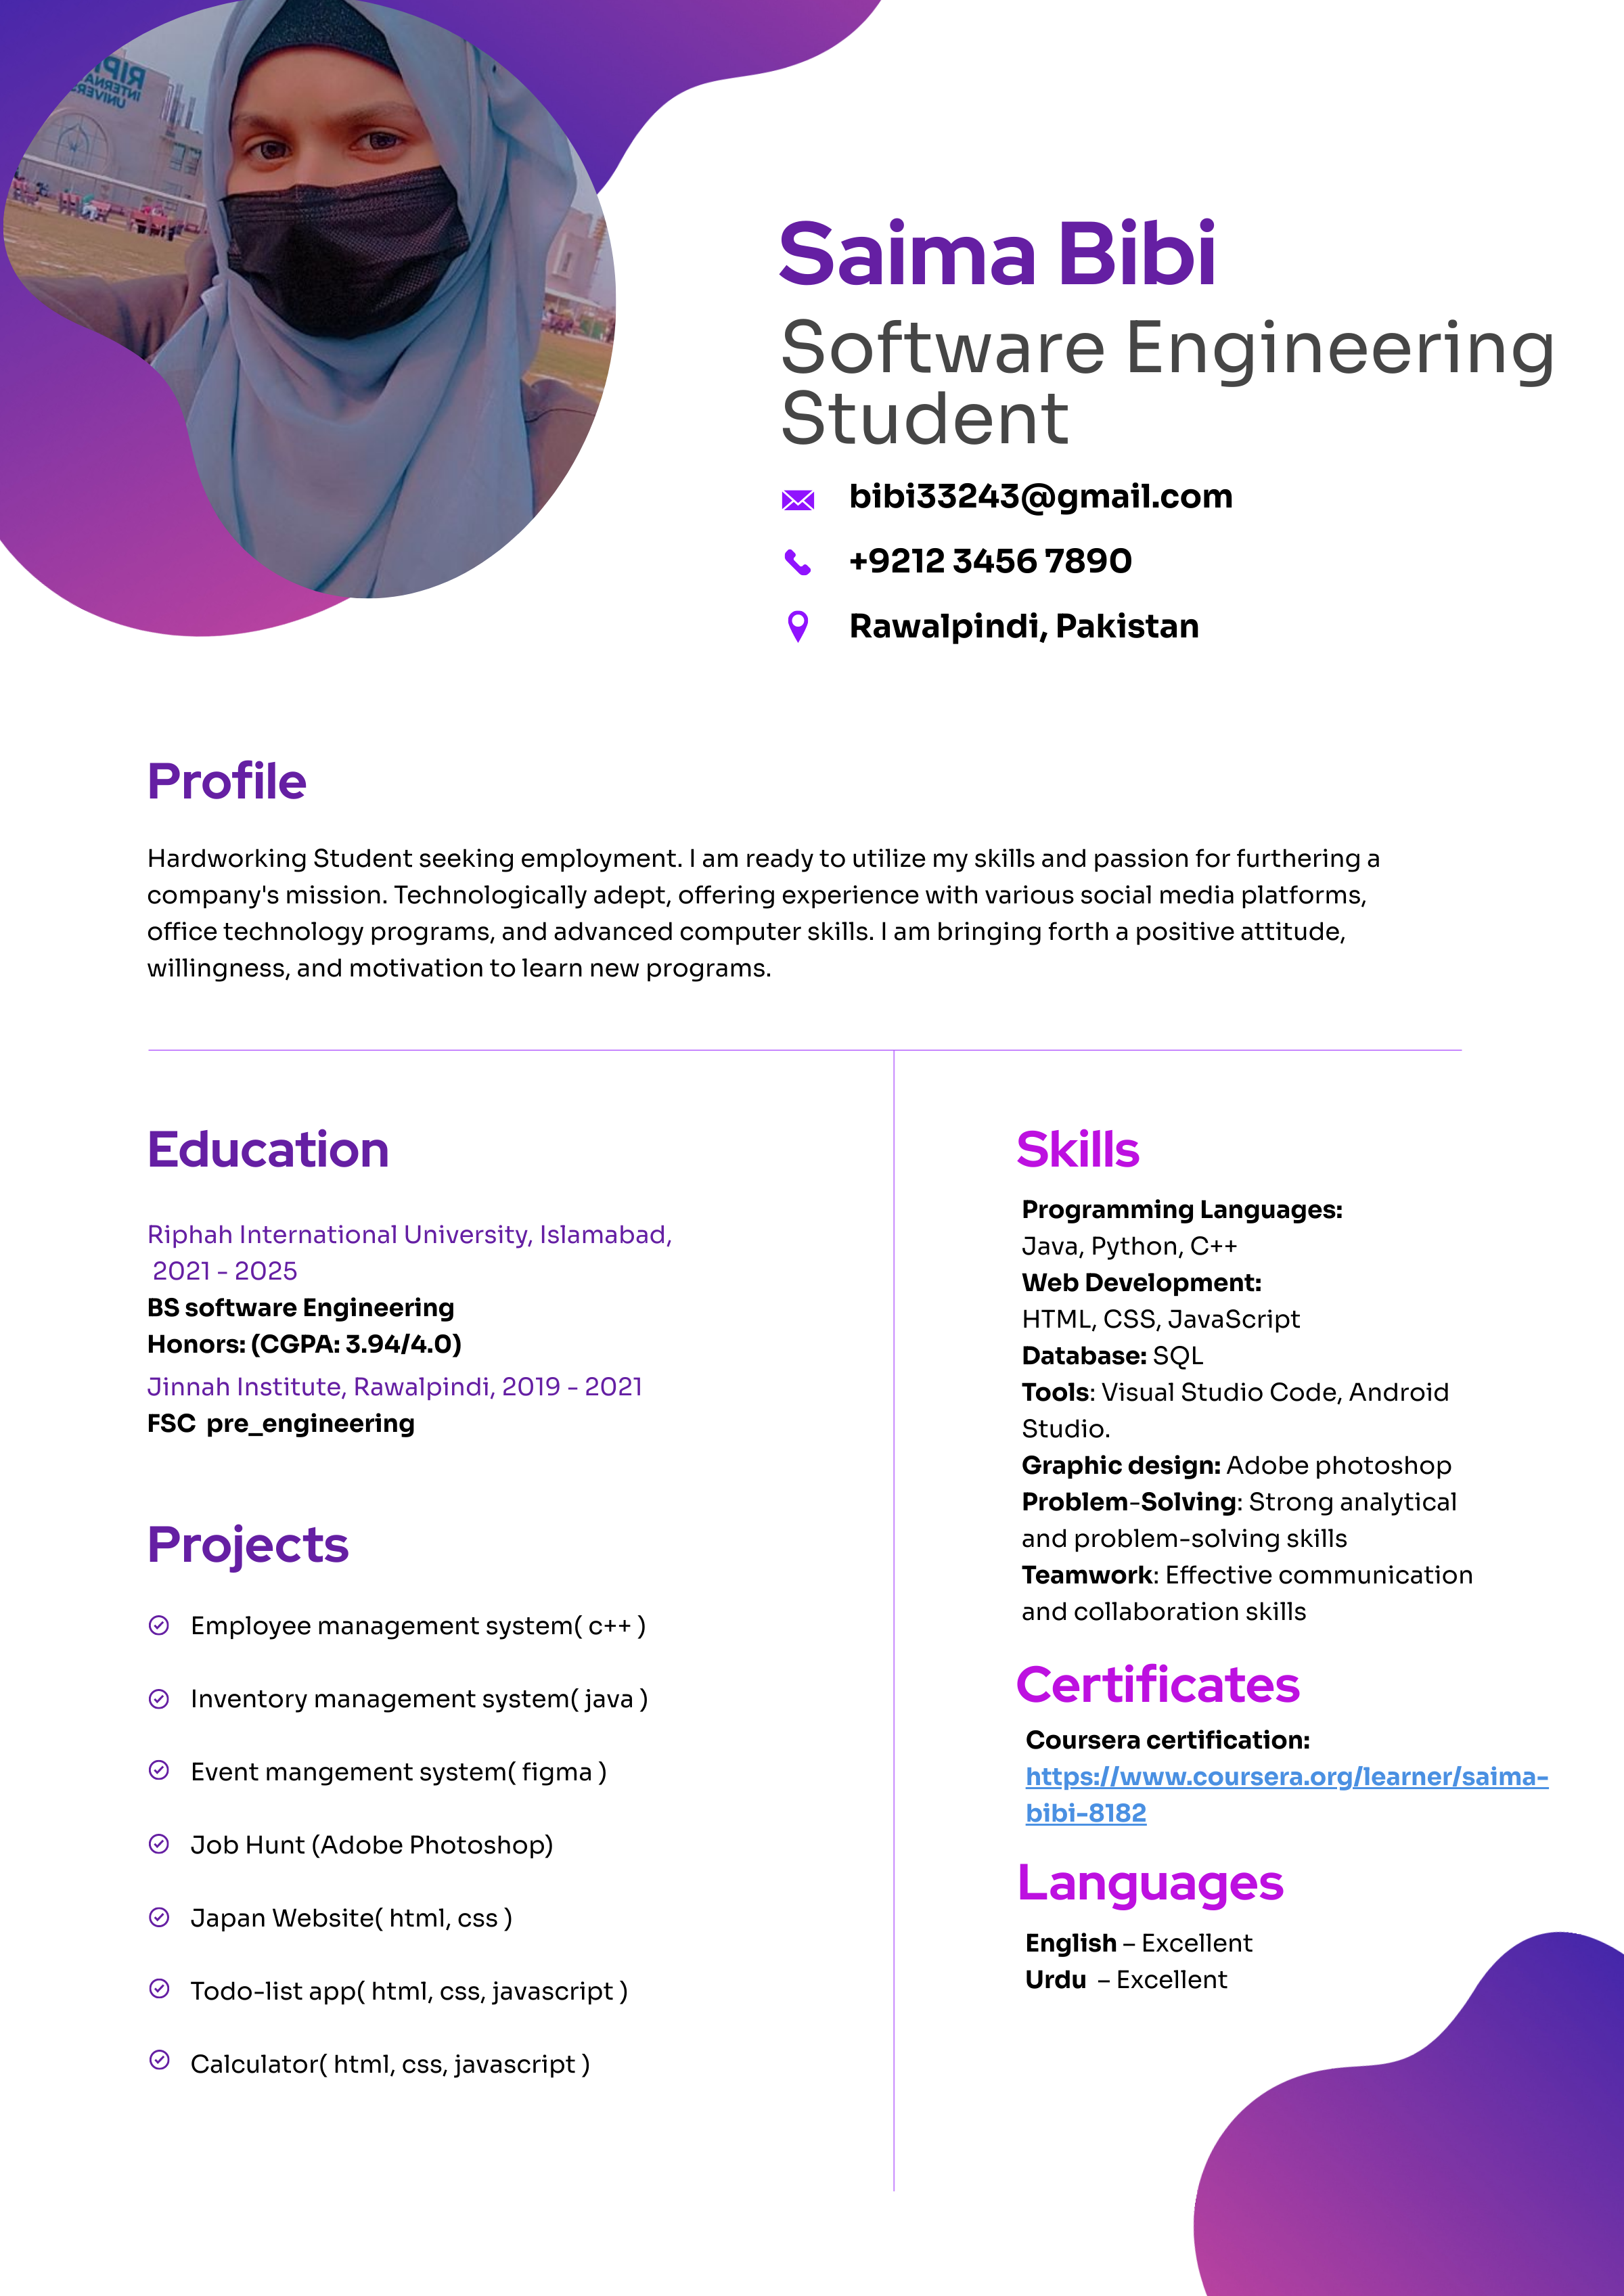 Saima Bibi
Software Engineering
Student
bibi33243@gmail.com
+9212 3456 7890
Rawalpindi, Pakistan
Profile
Hardworking Student seeking employment. I am ready to utilize my skills and passion for furthering a
company's mission. Technologically adept, offering experience with various social media platforms,
office technology programs, and advanced computer skills. I am bringing forth a positive attitude,
willingness, and motivation to learn new programs.
Education
Riphah International University, Islamabad,
2021 - 2025
BS software Engineering
Honors: (CGPA: 3.94/4.0)
Jinnah Institute, Rawalpindi, 2019 - 2021
FSC pre_engineering
Projects
Employee management system( c++ )
Inventory management system( java )
Event mangement system( figma )
Job Hunt (Adobe Photoshop)
Japan Website( html, css )
Todo-list app( html, css, javascript )
Calculator( html, css, javascript )
Skills
Programming Languages:
Java, Python, C++
Web Development:
HTML, CSS, JavaScript
Database: SQL
Tools: Visual Studio Code, Android
Studio.
Graphic design: Adobe photoshop
Problem-Solving: Strong analytical
and problem-solving skills
Teamwork: Effective communication
and collaboration skills
Certificates
Coursera certification:
https://www.coursera.org/learner/saima-
bibi-8182
Languages
English – Excellent
Urdu – Excellent